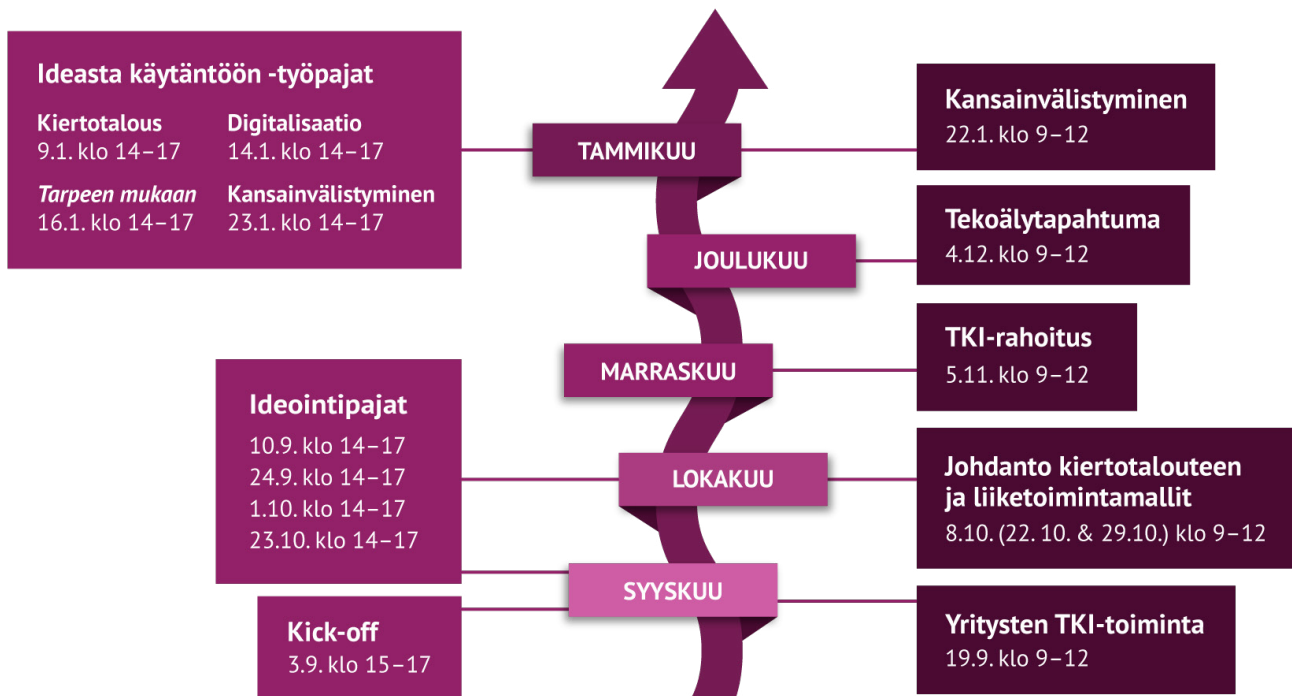 Ideasta käytäntöön -työpajat
Kiertotalous
9.1. klo 14–17
Digitalisaatio
14.1. klo 14–17
Tarpeen mukaan
16.1. klo 14–17
Kansainvälistyminen
23.1. klo 14–17
TAMMIKUU
Kansainvälistyminen
22.1. klo 9–12
JOULUKUU
Tekoälytapahtuma
4.12. klo 9–12
MARRASKUU
TKI-rahoitus
5.11. klo 9–12
Ideointipajat
10.9. klo 14–17
24.9. klo 14–17
1.10. klo 14–17
23.10. klo 14–17
LOKAKUU
Johdanto kiertotalouteen
ja liiketoimintamallit
8.10. (22. 10. & 29.10.) klo 9–12
SYYSKUU
Kick-off
3.9. klo 15–17
Yritysten TKI-toiminta
19.9. klo 9–12